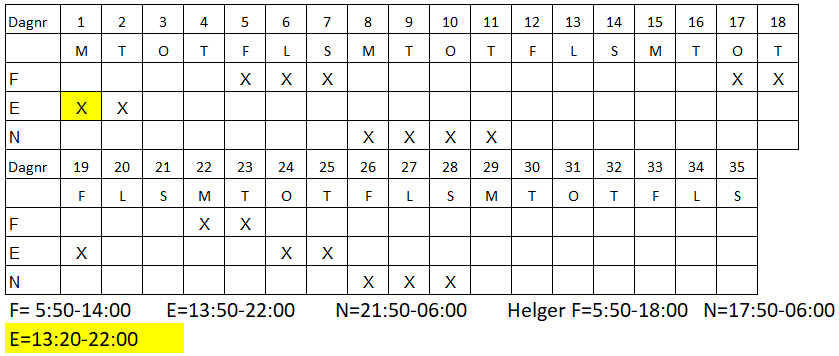 Dagnr 1 2 3 4 5 6 7 8 9 10 11 12 13 14 15 16 17 18
M T O T F L S M T O T F L S M T O T
F X X X X X
E X X
N X X X X
Dagnr 19 20 21 22 23 24 25 26 27 28 29 30 31 32 33 34 35
F L S M T O T F L S M T O T F L S
F X X
E X X X
N X X X
F= 5:50-14:00 E=13:50-22:00 N=21:50-06:00 Helger F=5:50-18:00 N=17:50-06:00
E=13:20-22:00